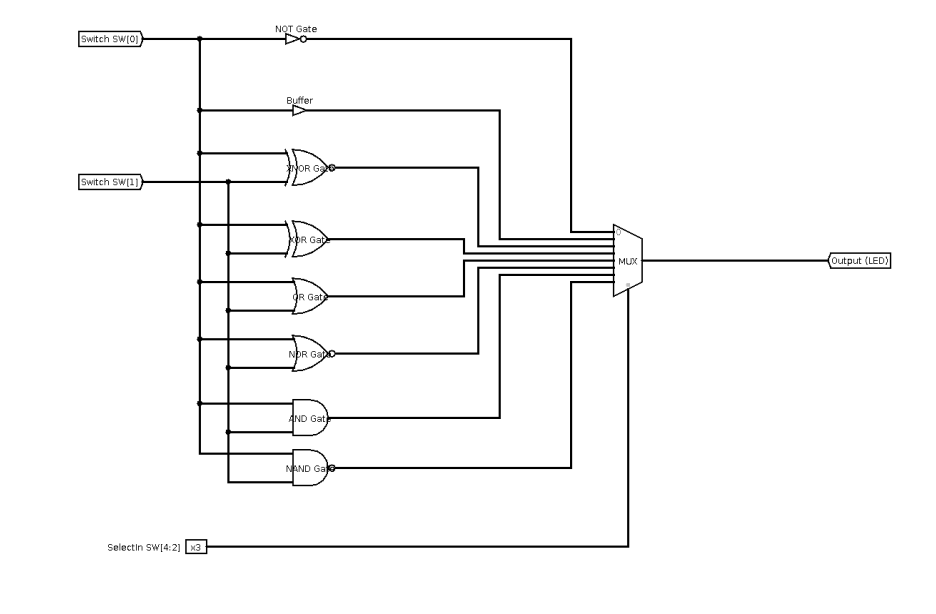 NOT Gate
Switch SW[0]
Buffer
XNOR Gate
Switch SW[1]
XOR Gate
0
MUX
Output (LED)
OR Gate
NOR Gate
AND Gate
NAND Gate
SelectIn SW[4:2] x3